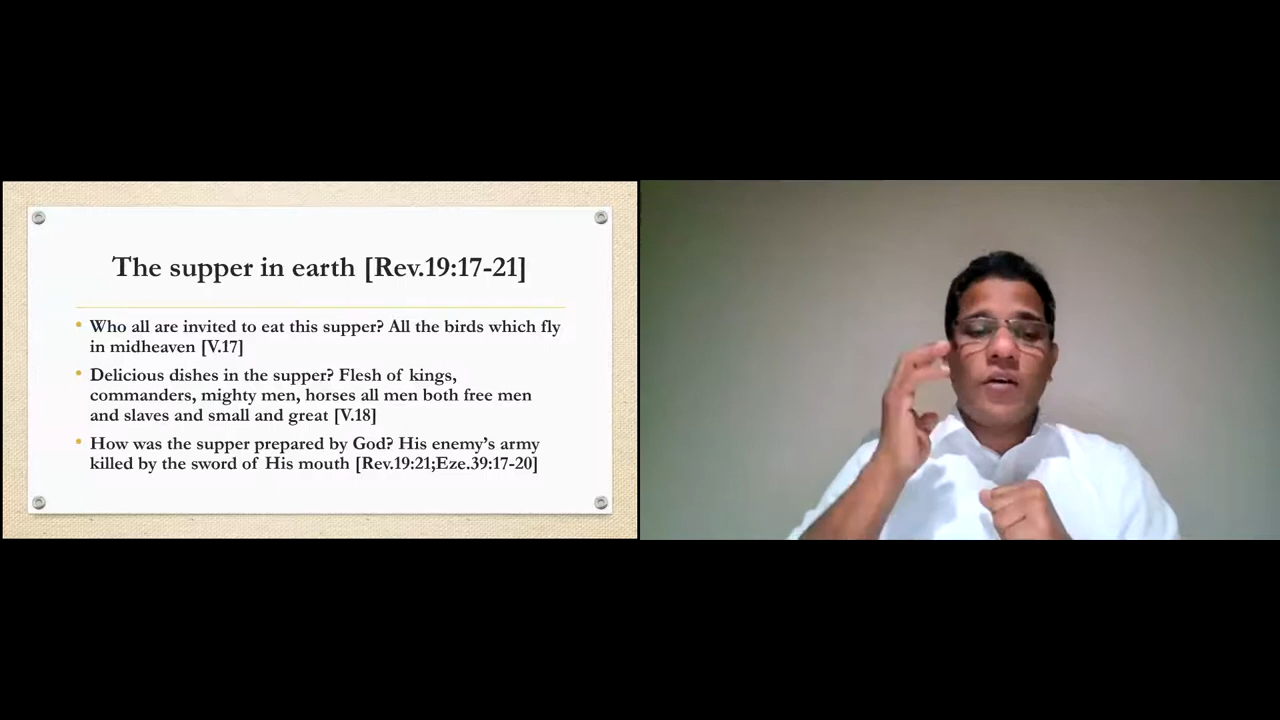 The supper in earth [Rev.19:17-21]
• Who all are invited to eat this supper? All the birds which fly
in midheaven [V.17]
• Delicious dishes in the supper? Flesh of kings,
commanders, mighty men, horses all men both free men
and slaves and small and great [V.18]
• How was the supper prepared by God? His enemy’s army
killed by the sword of His mouth [Rev.19:21;Eze.39:17-20]